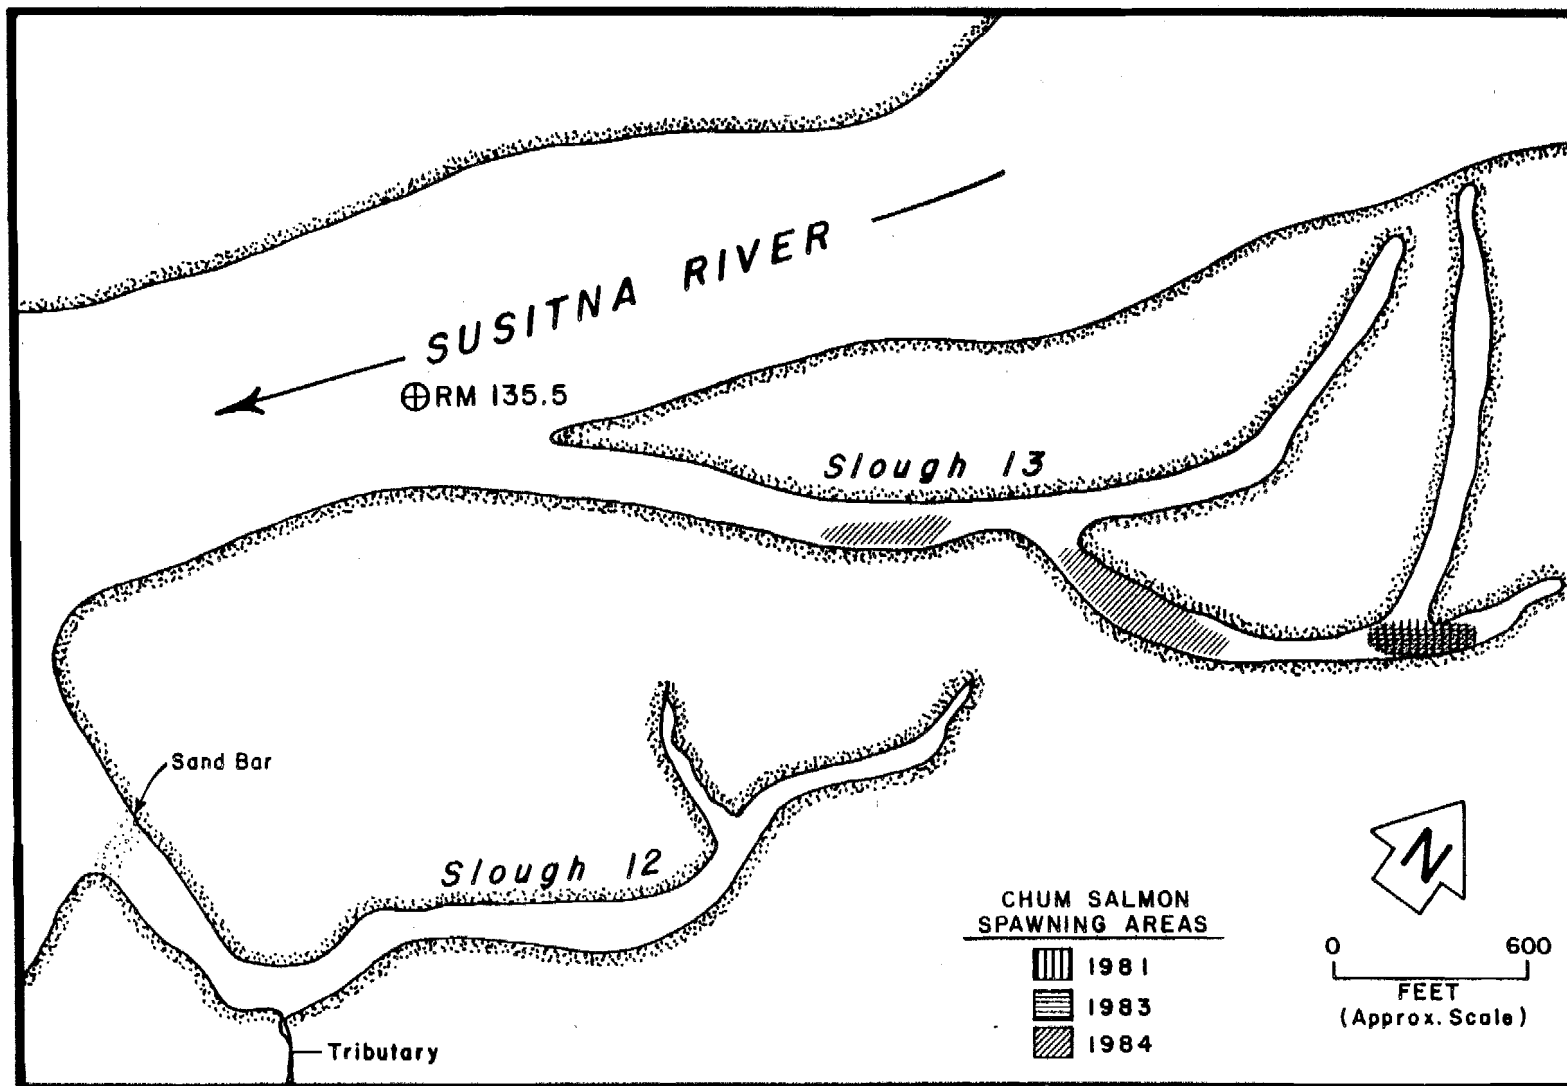 SUSITNA RIVER
RM 135.5
Slough 13
Sand Bar
Slough 12
Tributary
CHUM SALMON
SPAWNING AREAS
1981
1983
1984
N
0 600
FEET
(Approx. Scale)